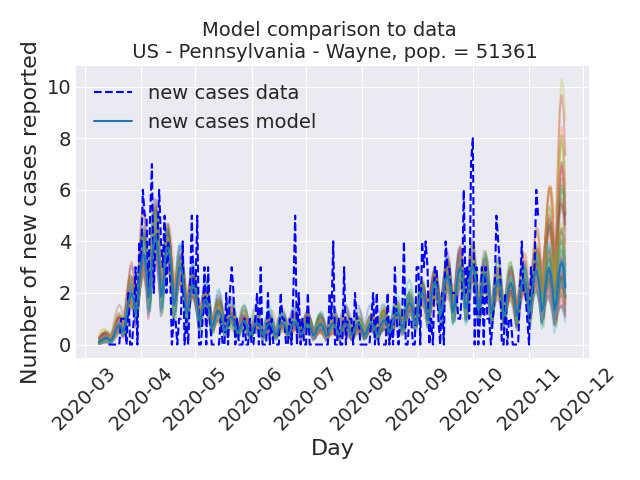 Model comparison to data
US - Pennsylvania - Wayne, pop. = 51361
Number of new cases reported
10
8
6
4
2
0
new cases data
new cases model
2020-03
2020-04
2020-05
2020-06
2020-07
2020-08
2020-09
2020-10
2020-11
2020-12
Day